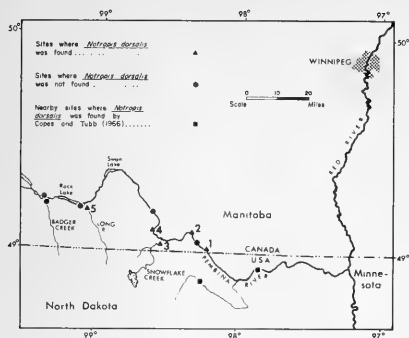 99
98
97
50°
50°
Sites where Notropis dorsalis
was found . . . . . .
Sites where Notropis dorsalis
was not found . . . . .
Nearby sites where Notropis
dorsalis was found by
Copes and Tubb (1966).......
WINNIPEG
0 10 20
Scale Miles
RED RIVER
Swan
Lake
Rock
Lake
BADGER
CREEK
LONG
R
5
4
3
2
1
Manitoba
49°
49°
CANADA
USA
PEMBINA
RIVER
SNOWFLAKE
CREEK
Minne-
sota
North Dakota
99
98
97°